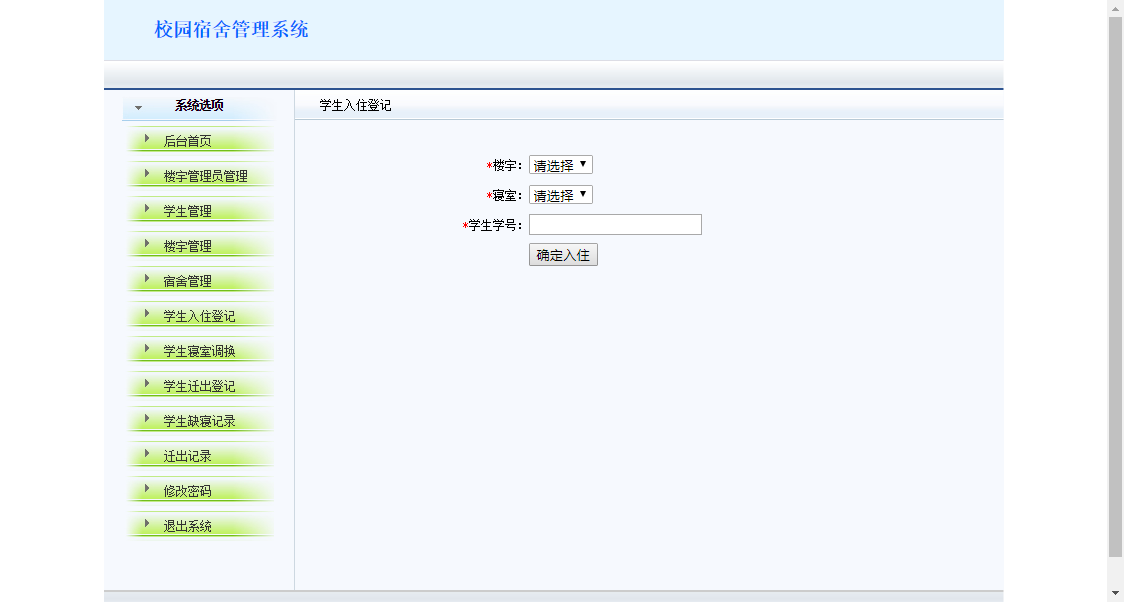 校园宿舍管理系统
系统选项
后台首页
楼宇管理员管理
学生管理
楼宇管理
宿舍管理
学生入住登记
学生寝室调换
学生迁出登记
学生缺寝记录
迁出记录
修改密码
退出系统
学生入住登记
*楼宇： 请选择
*寝室： 请选择
*学生学号：
确定入住